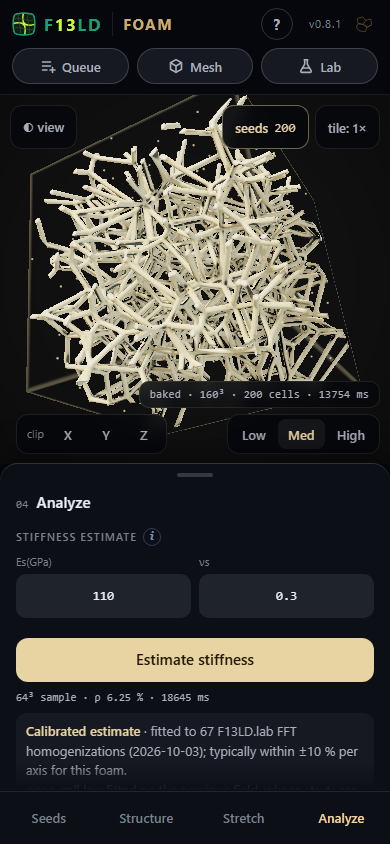 F13LD FOAM ? v0.8.1
Queue Mesh Lab
view seeds 200 tile: 1×
baked · 160³ · 200 cells · 13754 ms
clip X Y Z Low Med High
04 Analyze
STIFFNESS ESTIMATE i
Es(GPa) νs
110 0.3
Estimate stiffness
64³ sample · ρ 6.25 % · 18645 ms
Calibrated estimate · fitted to 67 F13LD.lab FFT
homogenizations (2026-10-03); typically within ±10 % per
axis for this foam.
Seeds Structure Stretch Analyze